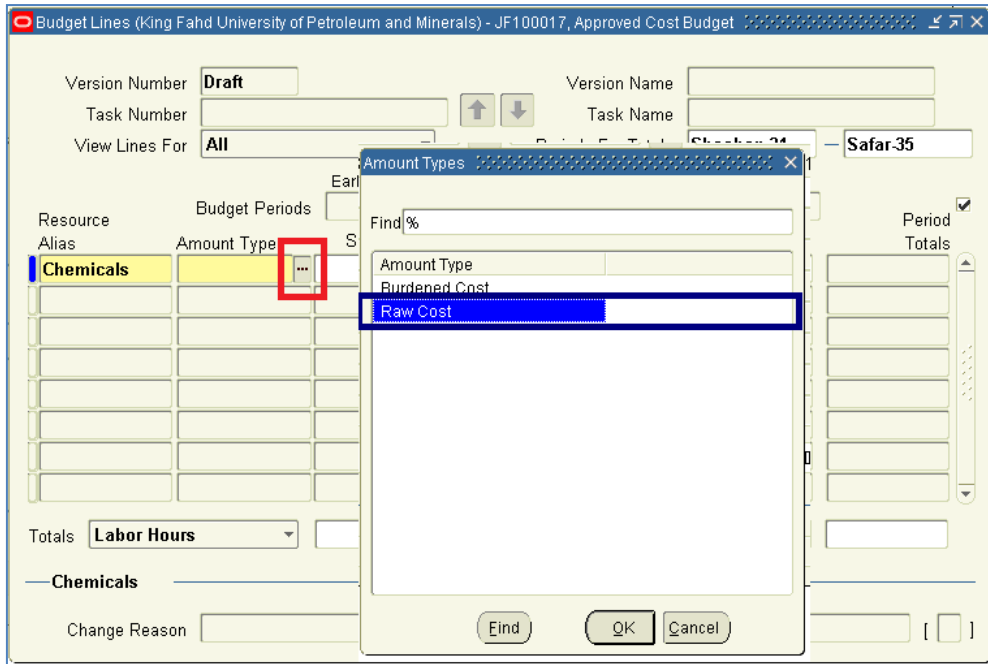 Budget Lines (King Fahd University of Petroleum and Minerals) - JF100017, Approved Cost Budget
Version Number Draft Version Name
Task Number Task Name
View Lines For All Safar-35
Amount Types
Budget Periods
Find %
Period
Totals
Resource
Alias
Amount Type
Chemicals ...
Amount Type
Burdened Cost
Raw Cost
Totals Labor Hours
Chemicals
Change Reason [ ]
Find OK Cancel